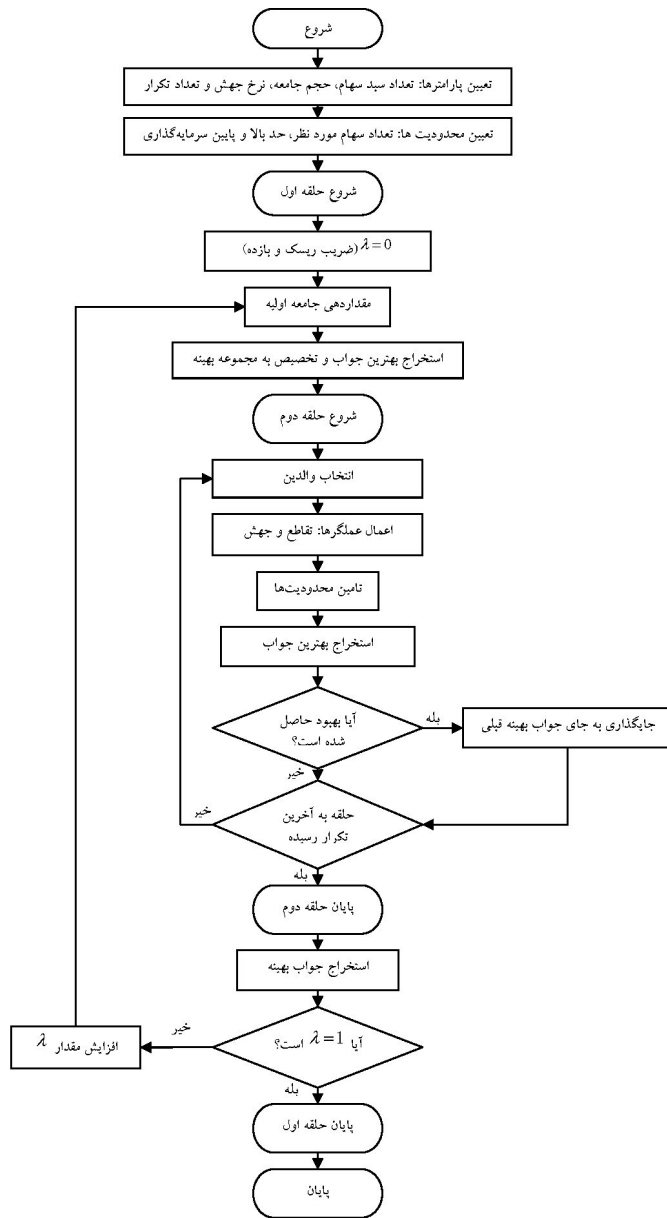 شروع
تعیین پارامترها: تعداد سبد سهام، حجم جامعه، نرخ جهش و تعداد تکرار
تعیین محدودیت ها: تعداد سهام مورد نظر، حد بالا و پایین سرمایه‌گذاری
شروع حلقه اول
λ=0 (ضریب ریسک و بازده)
مقداردهی جامعه اولیه
استخراج بهترین جواب و تخصیص به مجموعه بهینه
شروع حلقه دوم
انتخاب والدین
اعمال عملگرها: تقاطع و جهش
تامین محدودیت‌ها
استخراج بهترین جواب
آیا بهبود حاصل
شده است؟
بله
جایگذاری به جای جواب بهینه قبلی
خیر
حلقه به آخرین
تکرار رسیده
خیر
بله
پایان حلقه دوم
استخراج جواب بهینه
آیا λ=1 است؟
خیر
افزایش مقدار λ
بله
پایان حلقه اول
پایان